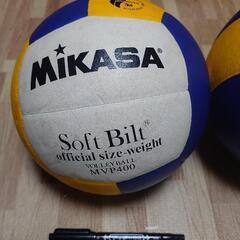 MIKASA
Soft Bilt
official size-weight
VOLLEYBALL
MVP400